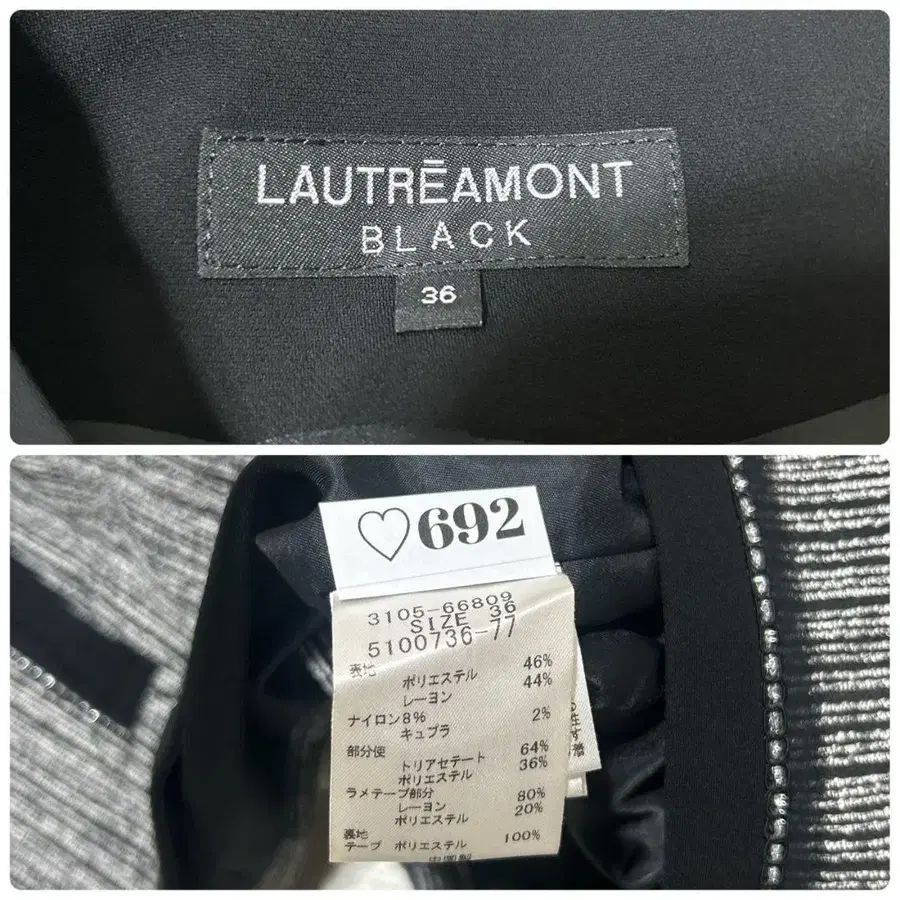 LAUTRĒAMONT
BLACK
36
♡692
3105-66809
SIZE 36
5100736-77
表地
ポリエステル 46%
レーヨン 44%
ナイロン8%
キュプラ 2%
部分使
トリアセテート 64%
ポリエステル 36%
ラメテープ部分
レーヨン 80%
ポリエステル 20%
裏地
テープ ポリエステル 100%